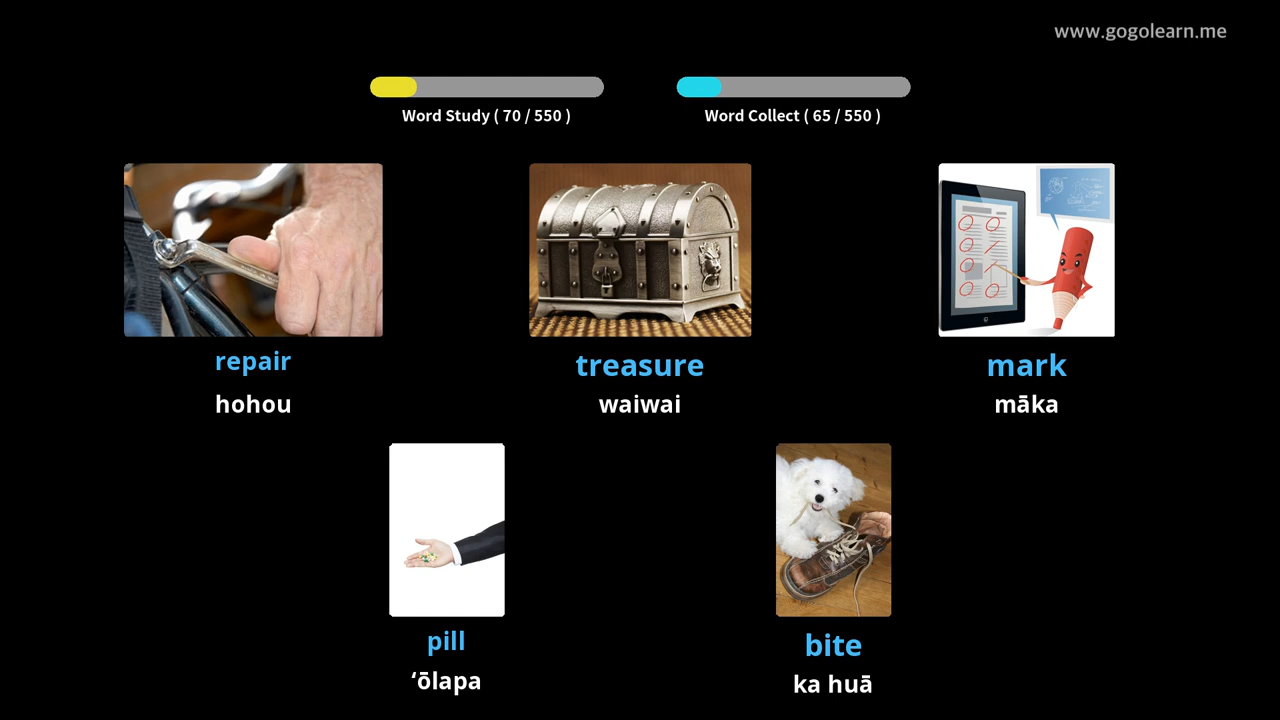 www.gogolearn.me
Word Study ( 70 / 550 )
Word Collect ( 65 / 550 )
repair
hohou
treasure
waiwai
mark
māka
pill
ʻōlapa
bite
ka huā